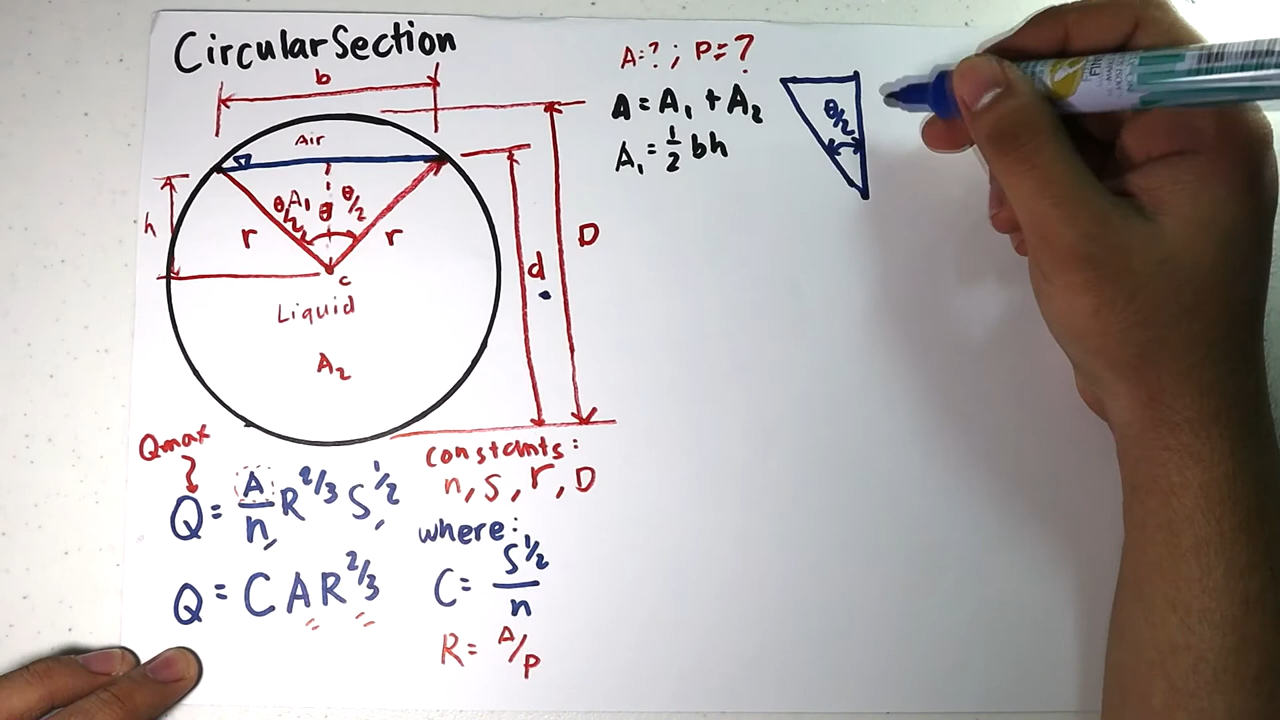 Circular Section
b
Air
h
θ/2
A₁
θ
θ/2
r
r
c
Liquid
A₂
d
D
Qmax
Q = A/n R^2/3 S^1/2
Q = C A R^2/3
constants:
n, S, r, D
where:
C = S^1/2 / n
R = A/P
A = ? ; P = ?
A = A₁ + A₂
A₁ = 1/2 bh
θ/2